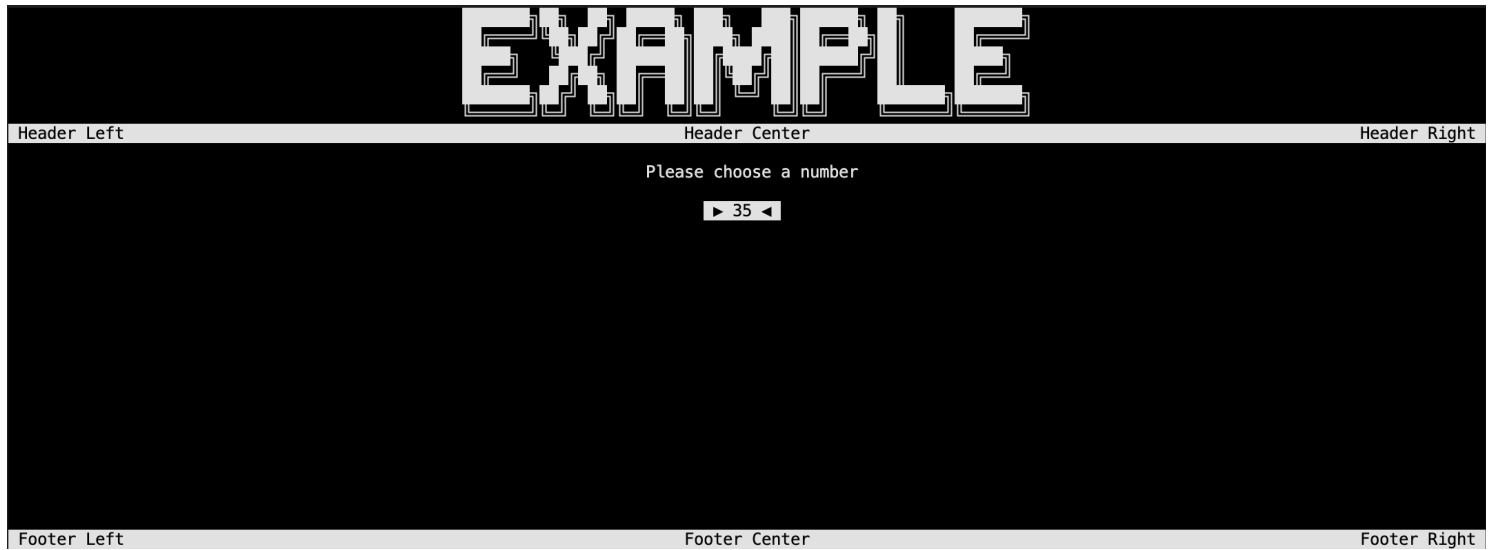 EXAMPLE
Header Left Header Center Header Right
Please choose a number
▶ 35 ◀
Footer Left Footer Center Footer Right